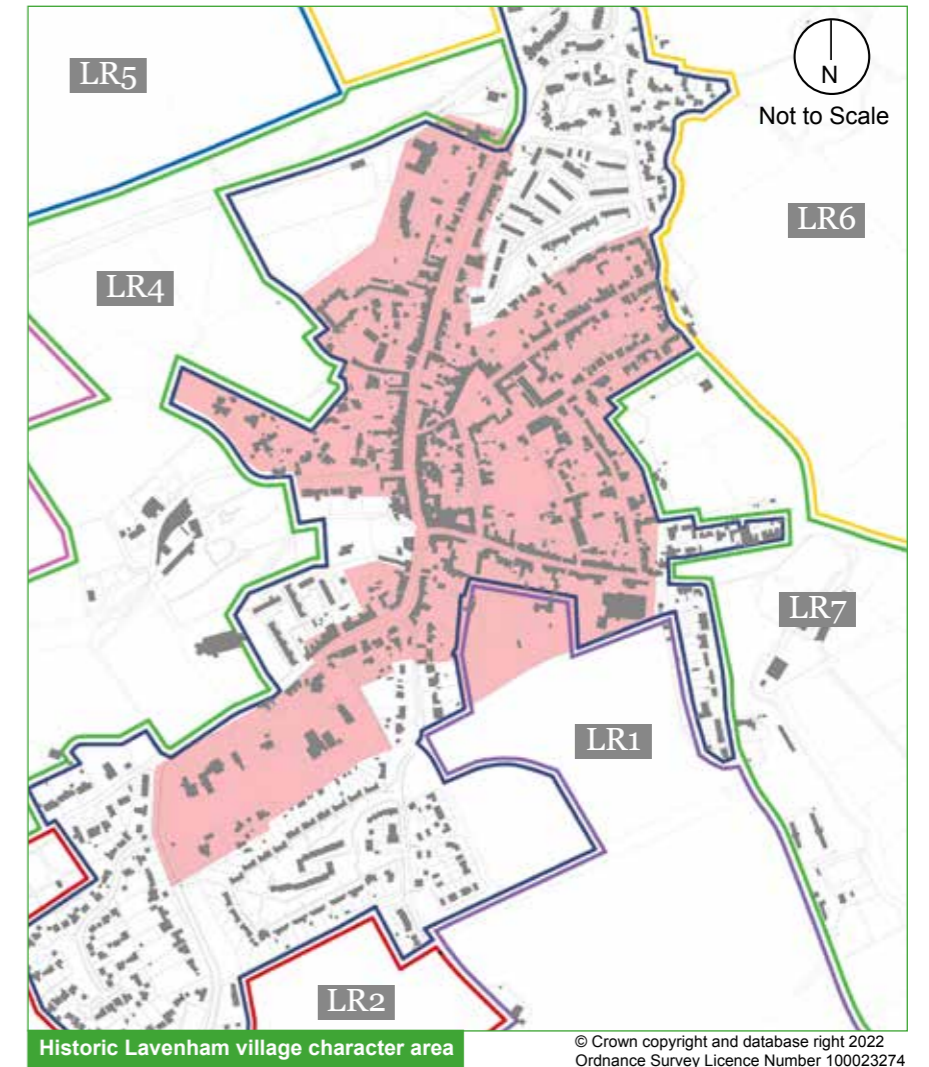 LR5
N
Not to Scale
LR6
LR4
LR7
LR1
LR2
Historic Lavenham village character area
© Crown copyright and database right 2022
Ordnance Survey Licence Number 100023274